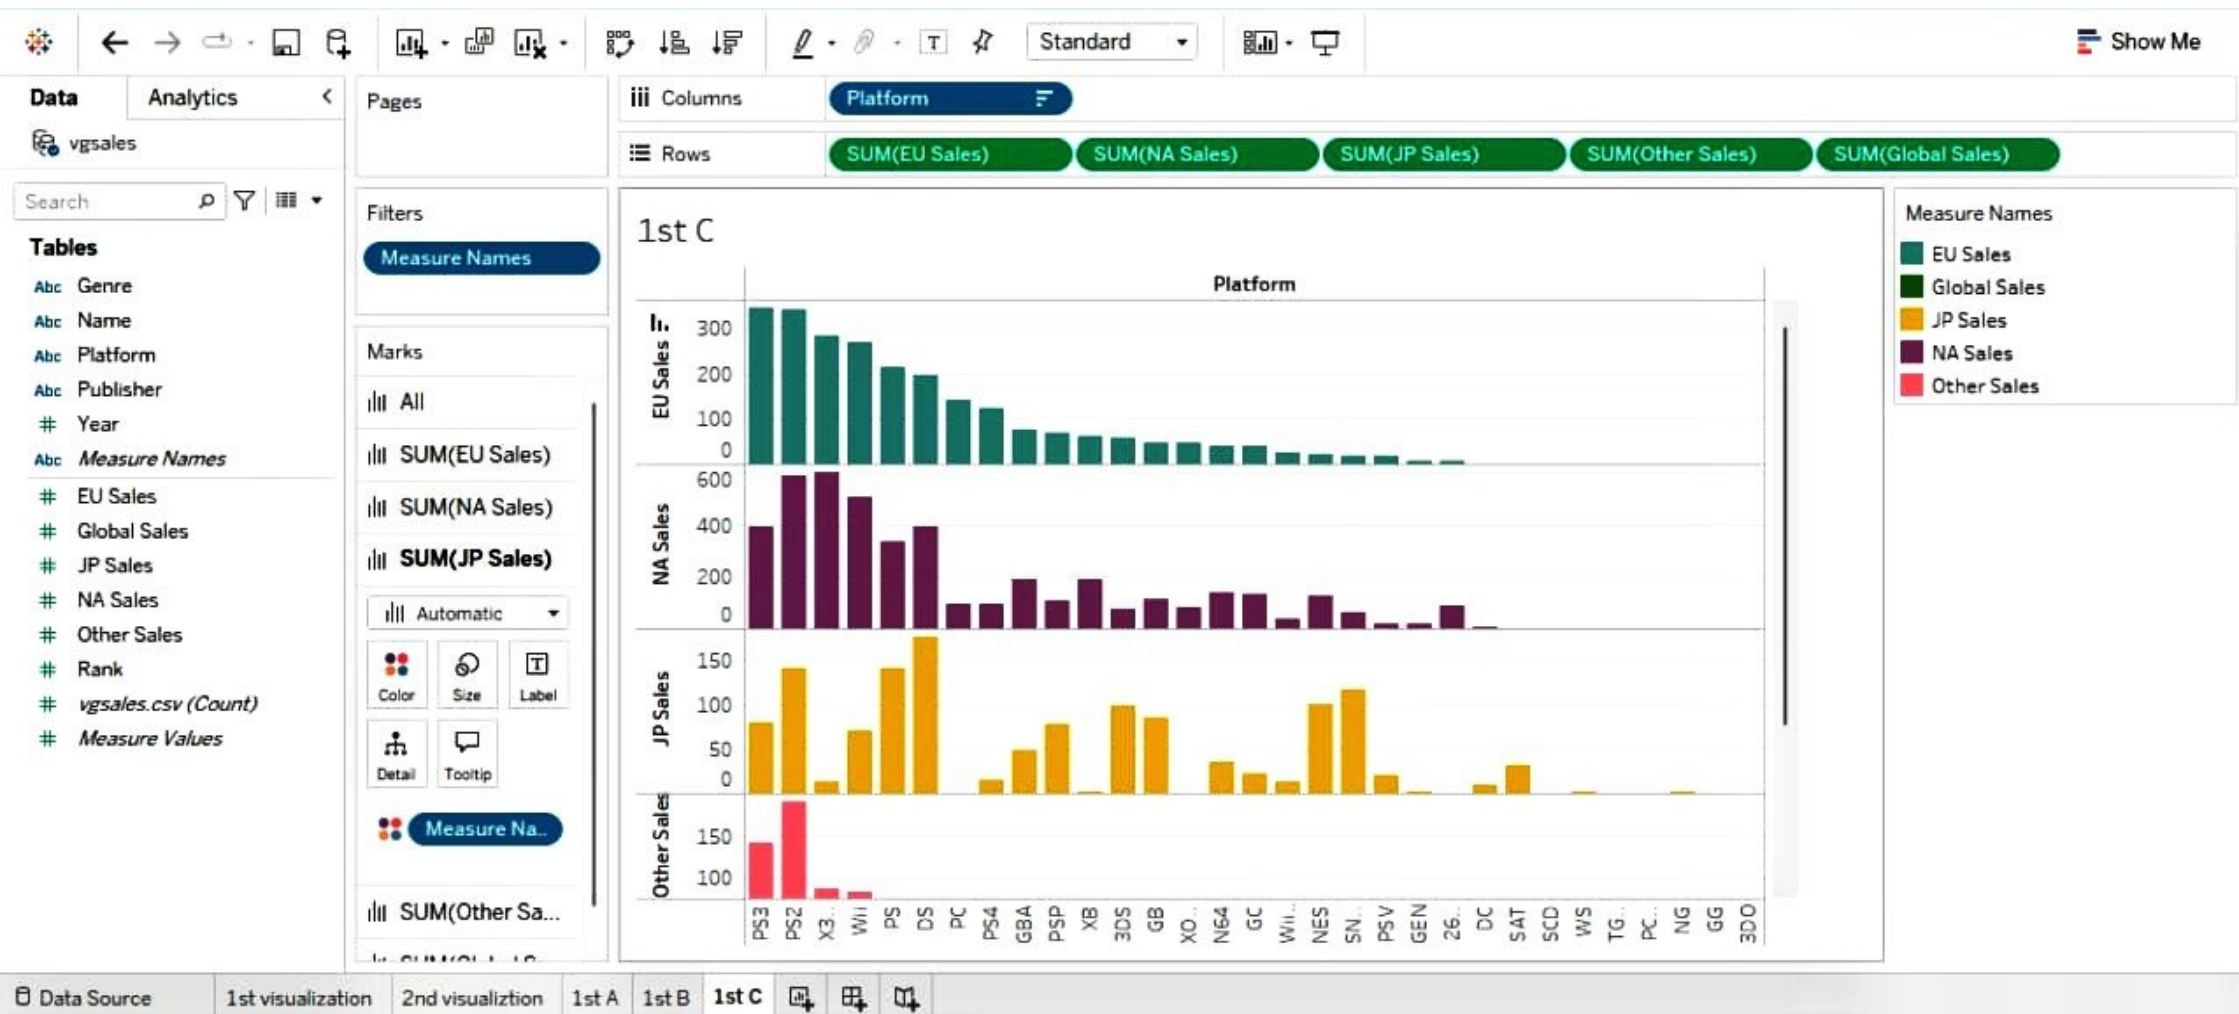 Standard
Show Me
Data
Analytics
vgsales
Search
Tables
Abc Genre
Abc Name
Abc Platform
Abc Publisher
# Year
Abc Measure Names
# EU Sales
# Global Sales
# JP Sales
# NA Sales
# Other Sales
# Rank
# vgsales.csv (Count)
# Measure Values
Pages
Filters
Measure Names
Marks
All
SUM(EU Sales)
SUM(NA Sales)
SUM(JP Sales)
Automatic
Color Size Label
Detail Tooltip
Measure Na..
SUM(Other Sa...
Columns Platform
Rows SUM(EU Sales) SUM(NA Sales) SUM(JP Sales) SUM(Other Sales) SUM(Global Sales)
1st C
Platform
EU Sales
300
200
100
0
NA Sales
600
400
200
0
JP Sales
150
100
50
0
Other Sales
150
100
PS3 PS2 X3.. Wii PS DS PC PS4 GBA PSP XB 3DS GB XO.. N64 GC Wii.. NES SN.. PSV GEN 26.. DC SAT SCD WS TG.. PC.. NG GG 3DO
Measure Names
EU Sales
Global Sales
JP Sales
NA Sales
Other Sales
Data Source 1st visualization 2nd visualiztion 1st A 1st B 1st C